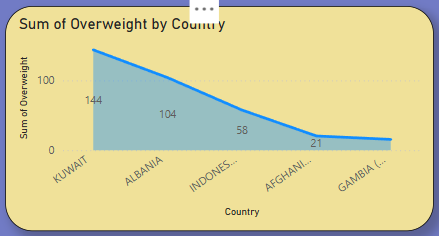 Sum of Overweight by Country
Sum of Overweight
100
0
144
104
58
21
KUWAIT
ALBANIA
INDONES...
AFGHANI...
GAMBIA (...
Country